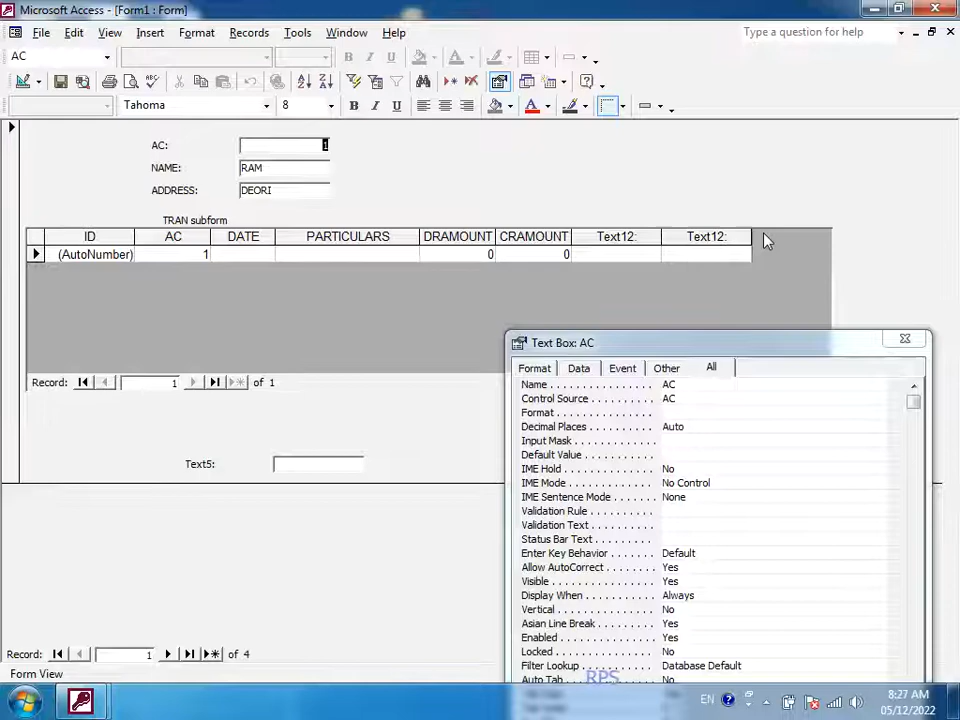 Microsoft Access - [Form1 : Form]
File Edit View Insert Format Records Tools Window Help
Type a question for help
AC
Tahoma 8 B I U
AC: 1
NAME: RAM
ADDRESS: DEORI
TRAN subform
ID AC DATE PARTICULARS DRAMOUNT CRAMOUNT Text12: Text12:
(AutoNumber) 1 0 0
Record: 1 of 1
Text5:
Text Box: AC
Format Data Event Other All
Name . . . . . . . . . . . . . . . AC
Control Source . . . . . . . . . . AC
Format . . . . . . . . . . . . . .
Decimal Places . . . . . . . . . . Auto
Input Mask . . . . . . . . . . . .
Default Value . . . . . . . . . . .
IME Hold . . . . . . . . . . . . . No
IME Mode . . . . . . . . . . . . . No Control
IME Sentence Mode . . . . . . . . None
Validation Rule . . . . . . . . . .
Validation Text . . . . . . . . . .
Status Bar Text . . . . . . . . . .
Enter Key Behavior . . . . . . . . Default
Allow AutoCorrect . . . . . . . . . Yes
Visible . . . . . . . . . . . . . . Yes
Display When . . . . . . . . . . . Always
Vertical . . . . . . . . . . . . . No
Asian Line Break . . . . . . . . . Yes
Enabled . . . . . . . . . . . . . . Yes
Locked . . . . . . . . . . . . . . No
Filter Lookup . . . . . . . . . . . Database Default
Auto Tab . . . . . . . . . . . . . No
RPS
Record: 1 of 4
Form View
EN
8:27 AM
05/12/2022